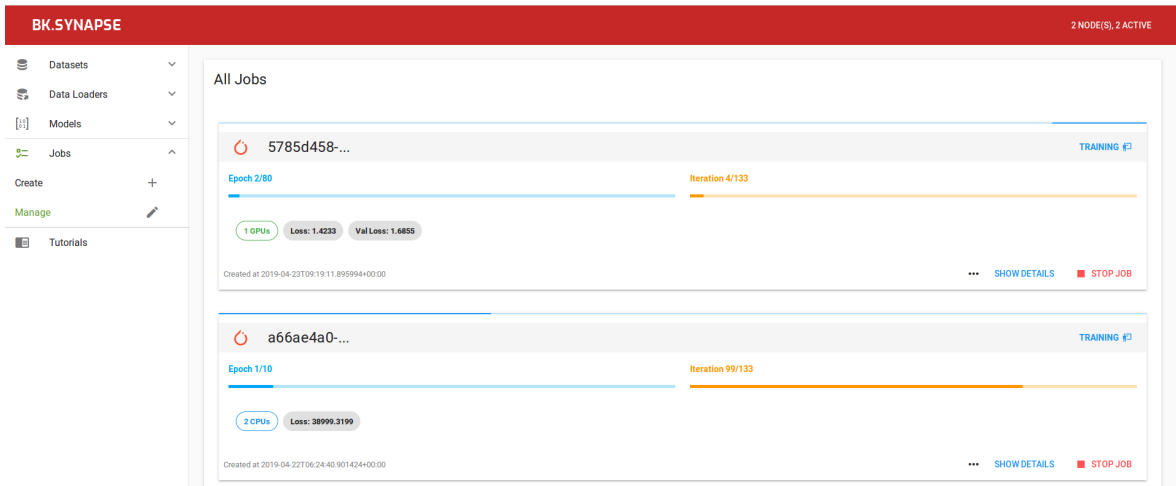 BK.SYNAPSE
2 NODE(S), 2 ACTIVE
Datasets
Data Loaders
Models
Jobs
Create
Manage
Tutorials
All Jobs
5785d458-...
TRAINING
Epoch 2/80
Iteration 4/133
1 GPUs
Loss: 1.4233
Val Loss: 1.6855
Created at 2019-04-23T09:19:11.895994+00:00
SHOW DETAILS
STOP JOB
a66ae4a0-...
TRAINING
Epoch 1/10
Iteration 99/133
2 CPUs
Loss: 38999.3199
Created at 2019-04-22T06:24:40.901424+00:00
SHOW DETAILS
STOP JOB